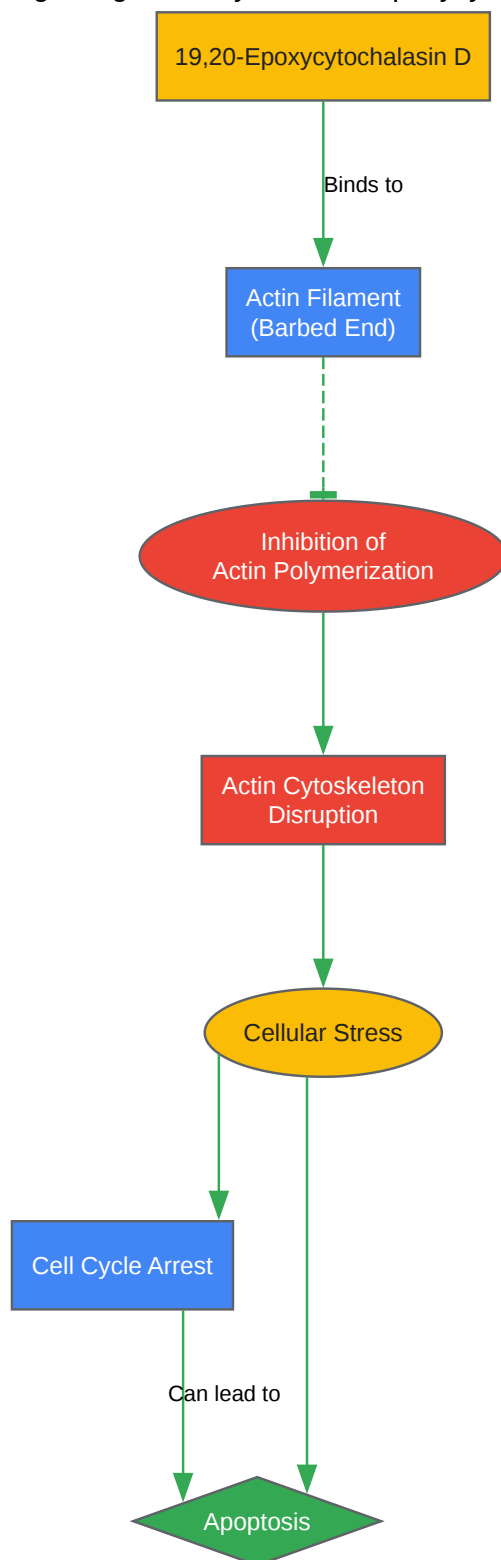 19,20-Epoxycytochalasin D
Binds to
Actin Filament
(Barbed End)
Inhibition of
Actin Polymerization
Actin Cytoskeleton
Disruption
Cellular Stress
Cell Cycle Arrest
Can lead to
Apoptosis